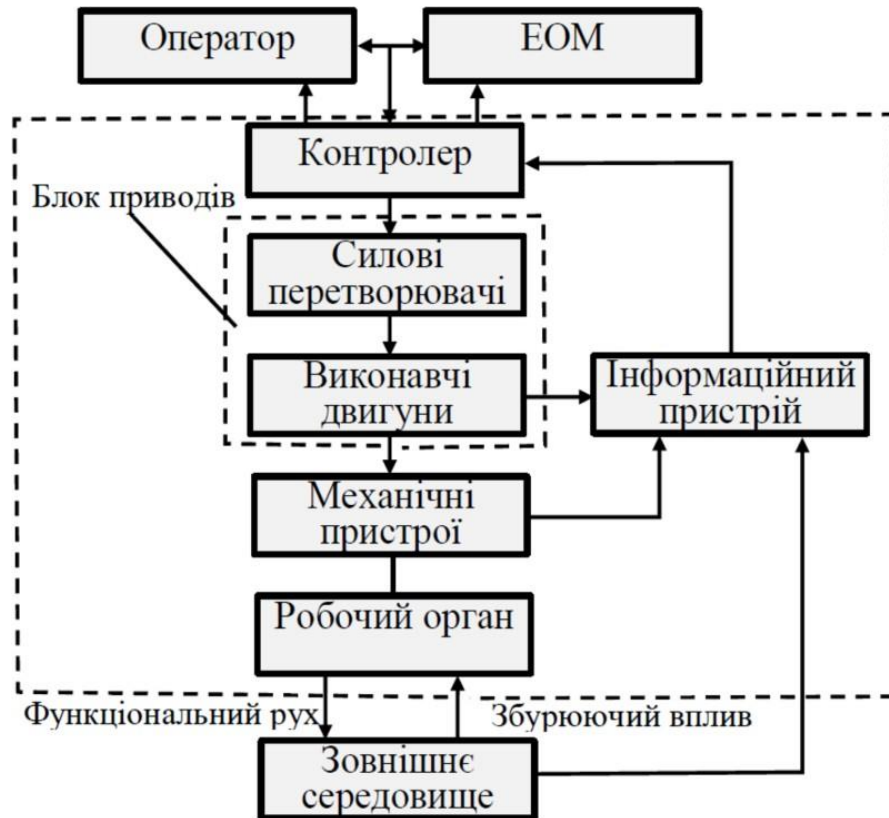 Оператор
ЕОМ
Контролер
Блок приводів
Силові
перетворювачі
Виконавчі
двигуни
Інформаційний
пристрій
Механічні
пристрої
Робочий орган
Функціональний рух
Збурюючий вплив
Зовнішнє
середовище